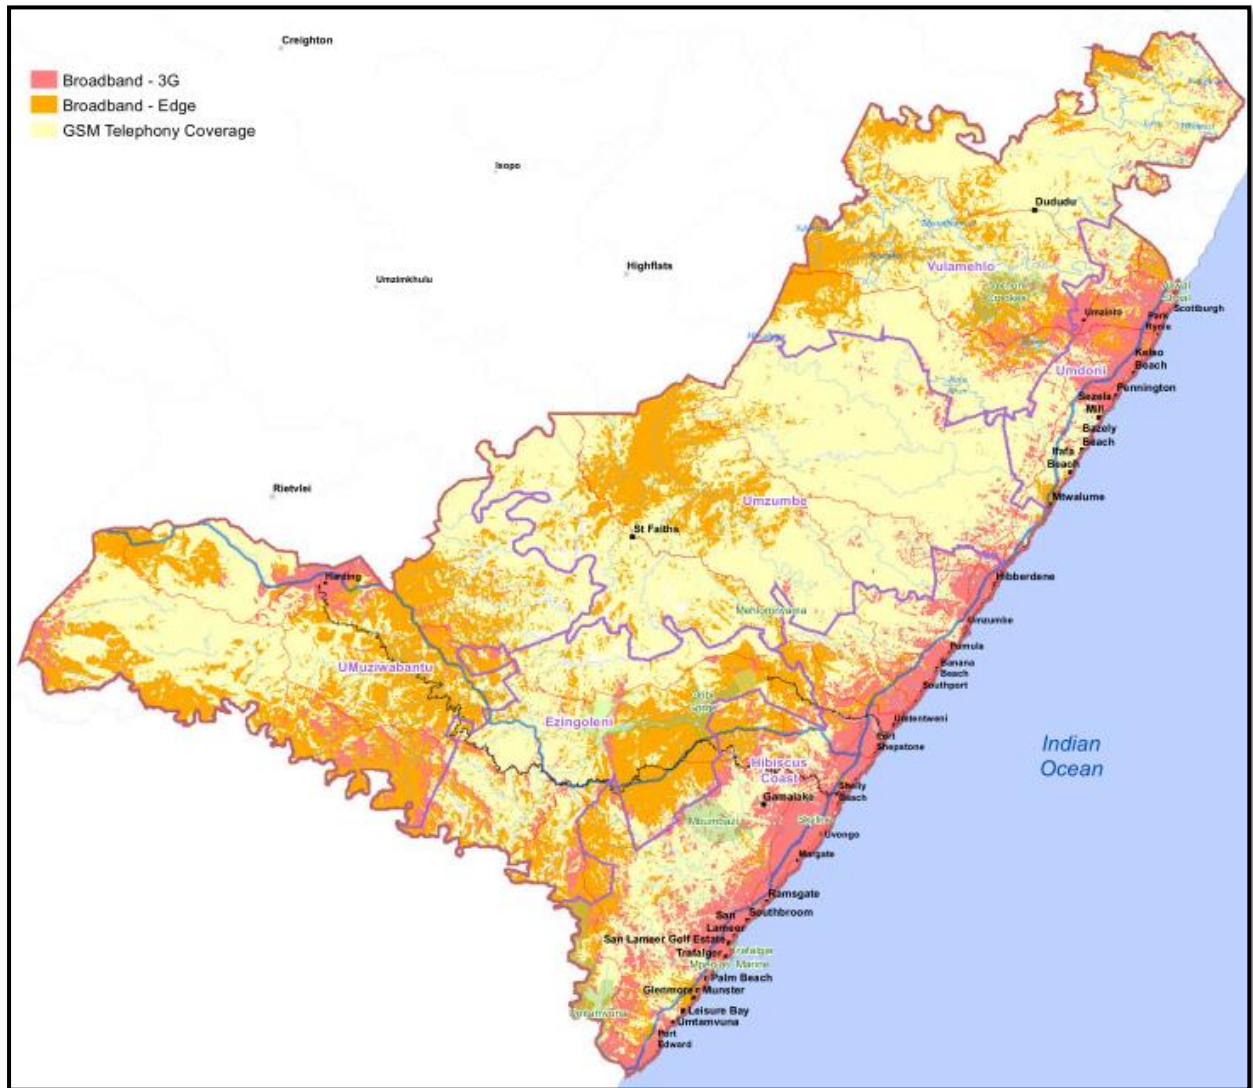 Creighton
Broadband - 3G
Broadband - Edge
GSM Telephony Coverage
Ixopo
Dududu
Highflats
Vulamehlo
Umzimkhulu
Scottburgh
Umzinto
Park
Rynie
Kelso
Beach
Umdoni
Pennington
Sezela
Mill
Bazely
Beach
Ifafa
Beach
Rietvlei
Mtwalume
Umzumbe
St Faiths
Harding
Hibberdene
Mehlomnyama
Umzumbe
Pumula
Banana
Beach
UMuziwabantu
Southport
Ezingoleni
Umtentweni
Port
Shepstone
Indian
Ocean
Hibiscus
Coast
Shelly
Beach
Gamalake
Mbumbazi
Uvongo
Margate
Ramsgate
Southbroom
San
Lameer
San Lameer Golf Estate
Trafalgar
Palm Beach
Glenmore
Munster
Leisure Bay
Umtamvuna
Port
Edward